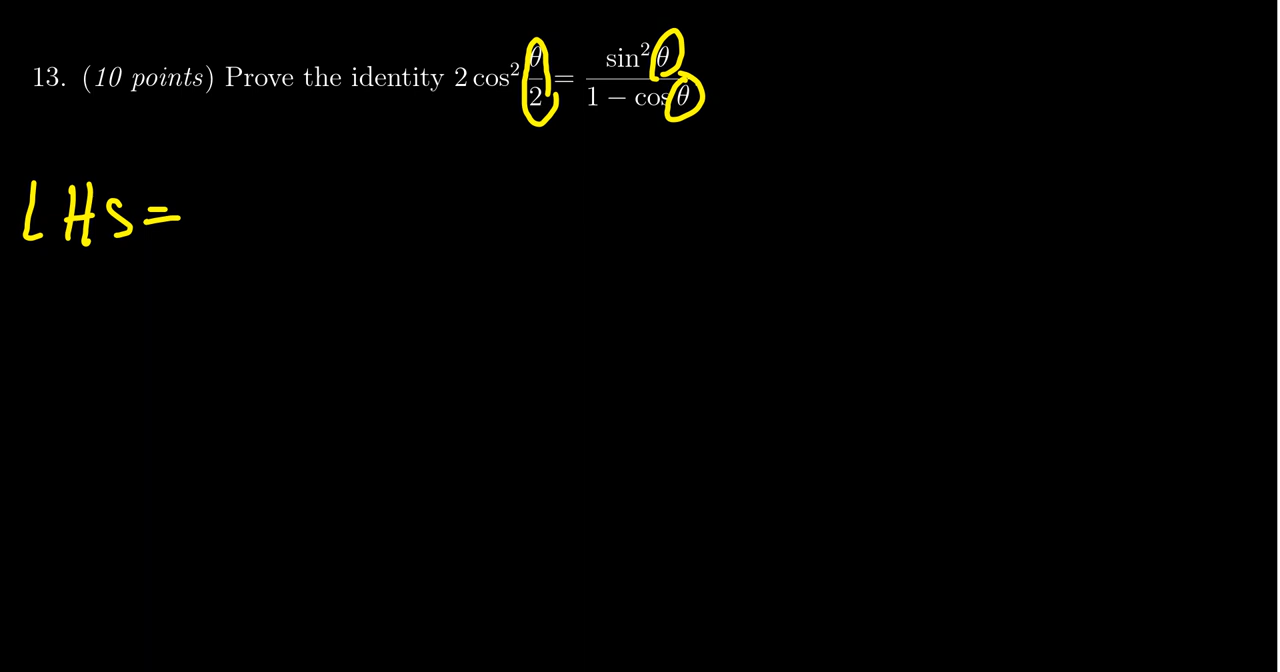 13. (10 points) Prove the identity 2 cos² θ/2 = sin² θ / 1 − cos θ
LHS=